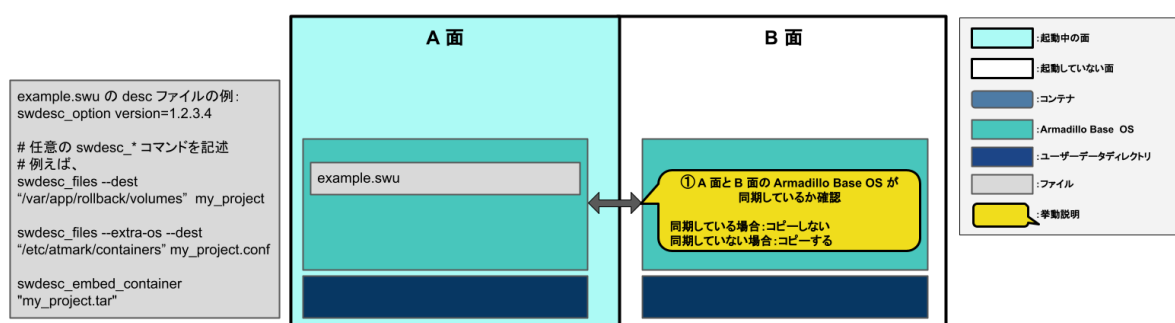 example.swu の desc ファイルの例:
swdesc_option version=1.2.3.4
# 任意の swdesc_* コマンドを記述
# 例えば、
swdesc_files --dest
“/var/app/rollback/volumes” my_project
swdesc_files --extra-os --dest
“/etc/atmark/containers” my_project.conf
swdesc_embed_container
"my_project.tar"
A 面
example.swu
B 面
①A 面と B 面の Armadillo Base OS が
同期しているか確認
同期している場合:コピーしない
同期していない場合:コピーする
:起動中の面
:起動していない面
:コンテナ
:Armadillo Base OS
:ユーザーデータディレクトリ
:ファイル
:挙動説明